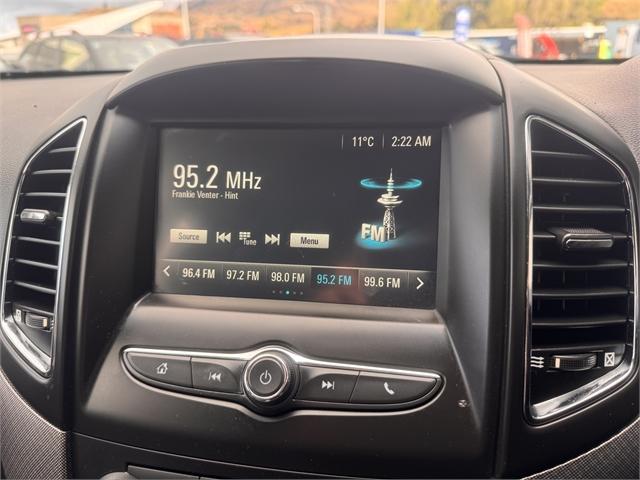 11°C 2:22 AM
95.2 MHz
Frankie Venter - Hint
FM
Source Tune Menu
96.4 FM 97.2 FM 98.0 FM 95.2 FM 99.6 FM